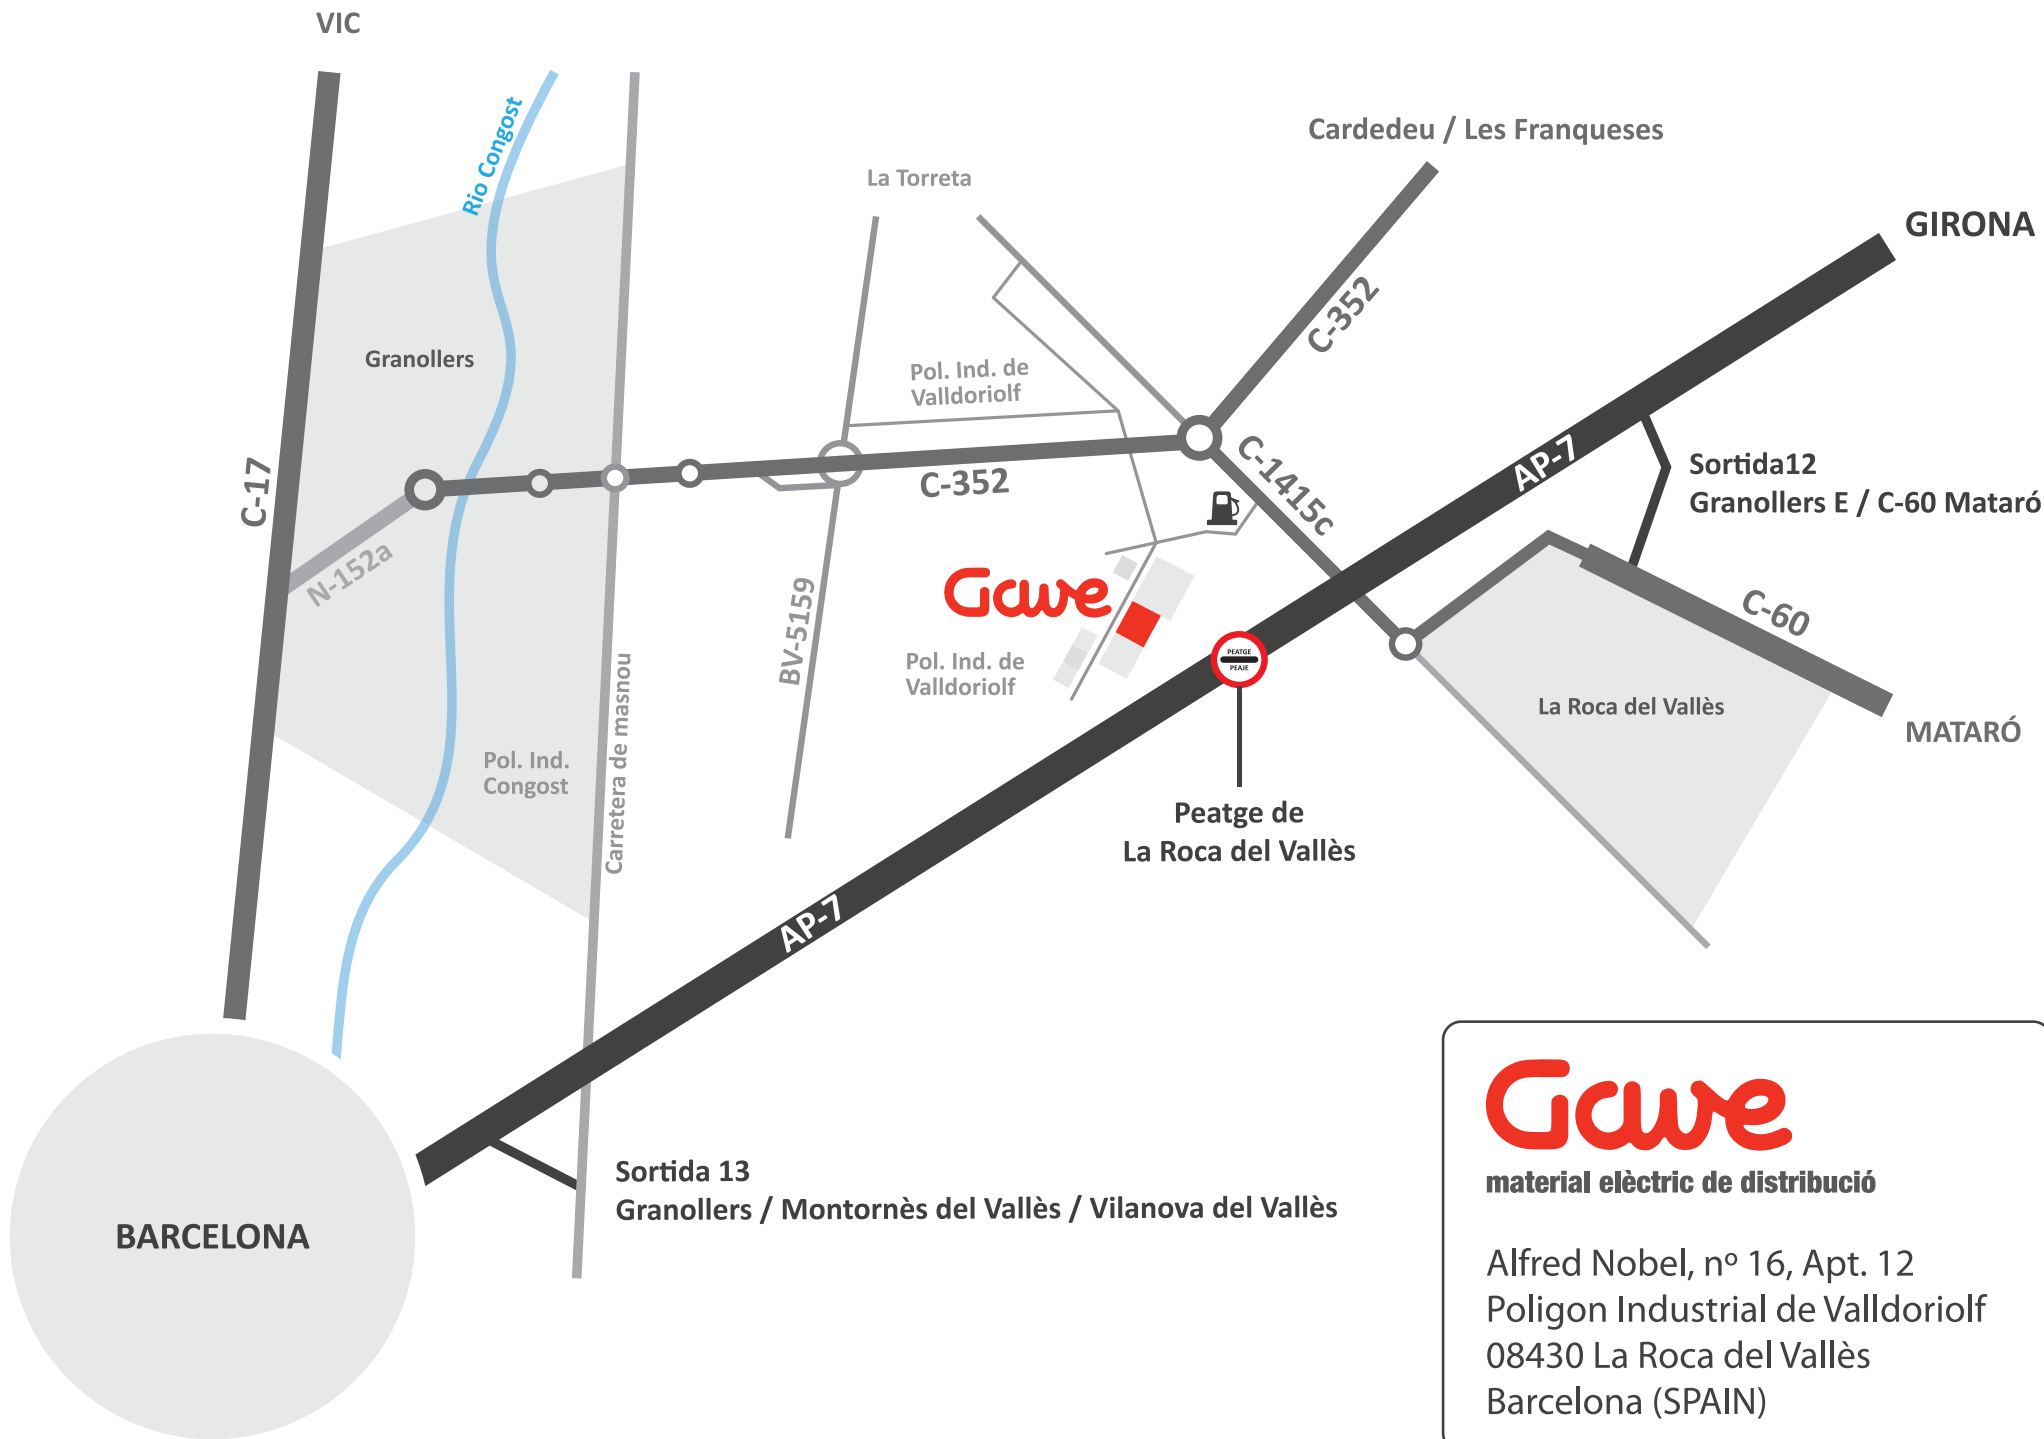 VIC
Rio Congost
Cardedeu / Les Franqueses
La Torreta
GIRONA
C-352
Granollers
Pol. Ind. de
Valldoriolf
C-17
C-352
C-1415c
AP-7
Sortida12
Granollers E / C-60 Mataró
N-152a
BV-5159
Gave
C-60
Pol. Ind. de
Valldoriolf
PEATGE
PEAJE
Carretera de masnou
La Roca del Vallès
MATARÓ
Pol. Ind.
Congost
Peatge de
La Roca del Vallès
AP-7
Sortida 13
Granollers / Montornès del Vallès / Vilanova del Vallès
BARCELONA
Gave
material elèctric de distribució
Alfred Nobel, nº 16, Apt. 12
Poligon Industrial de Valldoriolf
08430 La Roca del Vallès
Barcelona (SPAIN)